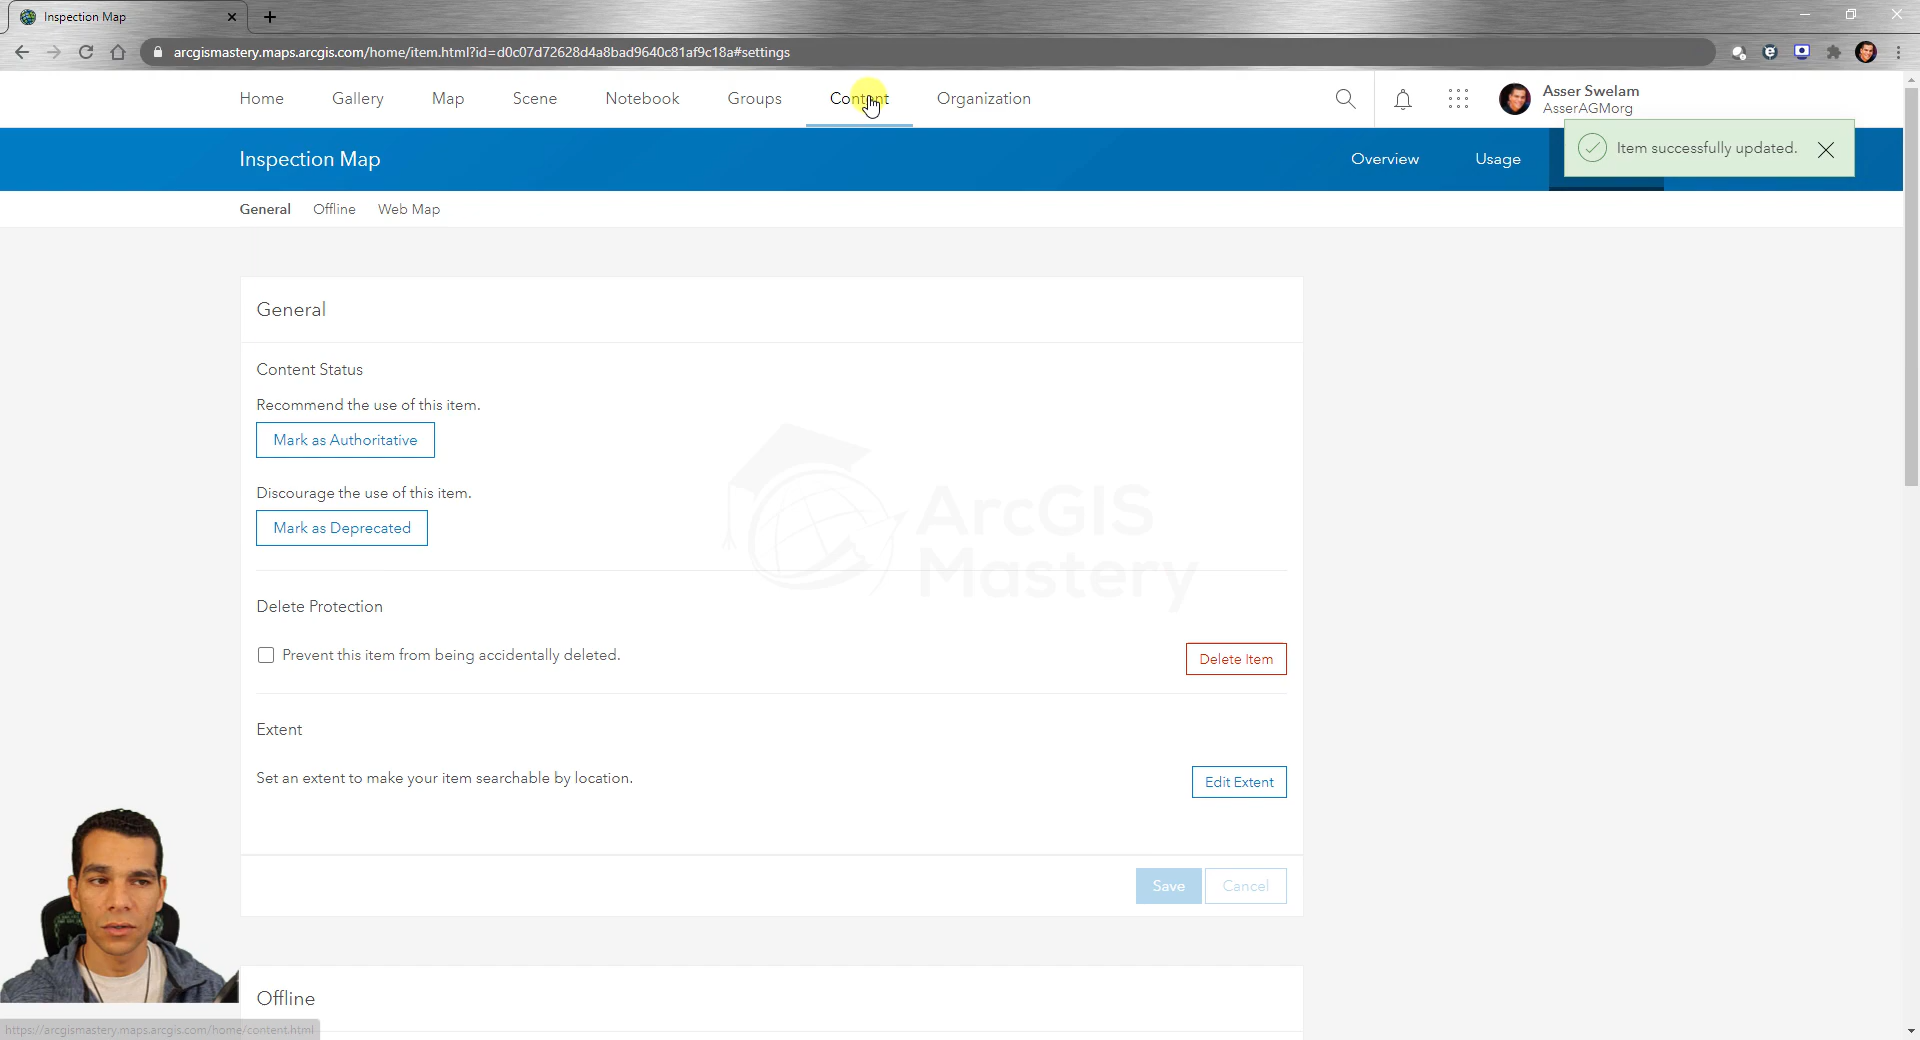 Inspection Map
arcgismastery.maps.arcgis.com/home/item.html?id=d0c07d72628d4a8bad9640c81af9c18a#settings
Home Gallery Map Scene Notebook Groups Content Organization
Asser Swelam
AsserAGMorg
Inspection Map
Overview Usage
Item successfully updated.
General Offline Web Map
General
Content Status
Recommend the use of this item.
Mark as Authoritative
Discourage the use of this item.
Mark as Deprecated
ArcGIS
Mastery
Delete Protection
Prevent this item from being accidentally deleted.
Delete Item
Extent
Set an extent to make your item searchable by location.
Edit Extent
Save Cancel
Offline
https://arcgismastery.maps.arcgis.com/home/content.html